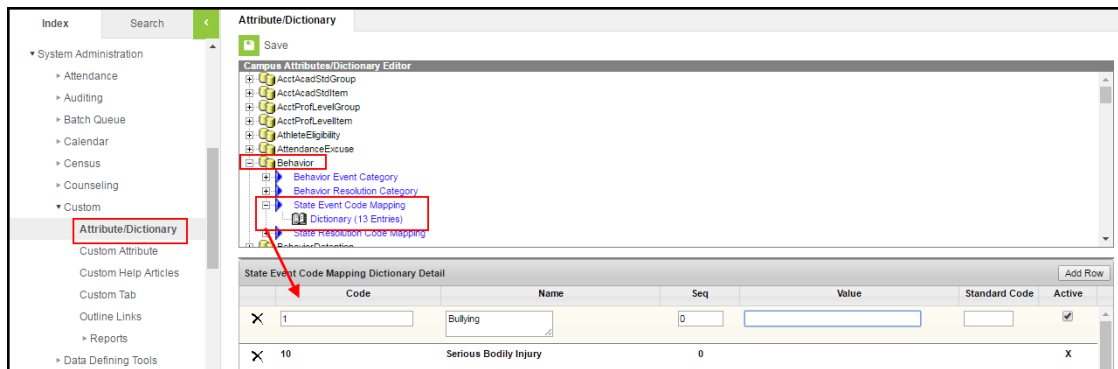 Index
Search
System Administration
Attendance
Auditing
Batch Queue
Calendar
Census
Counseling
Custom
Attribute/Dictionary
Custom Attribute
Custom Help Articles
Custom Tab
Outline Links
Reports
Data Defining Tools
Attribute/Dictionary
Save
Campus Attributes/Dictionary Editor
AcctAcadStdGroup
AcctAcadStdItem
AcctProfLevelGroup
AcctProfLevelItem
AthleteEligibility
AttendanceExcuse
Behavior
Behavior Event Category
Behavior Resolution Category
State Event Code Mapping
Dictionary (13 Entries)
State Resolution Code Mapping
BehaviorDetention
State Event Code Mapping Dictionary Detail
Add Row
Code Name Seq Value Standard Code Active
X 1 Bullying 0
X 10 Serious Bodily Injury 0 X